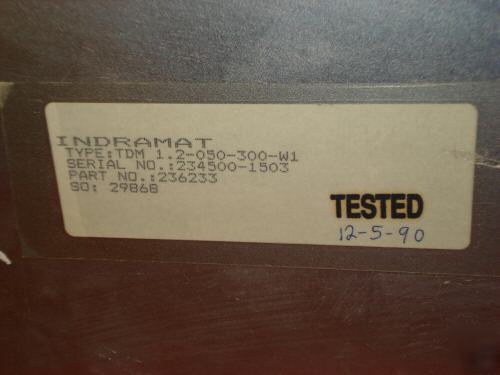 INDRAMAT
TYPE:TDM 1.2-050-300-W1
SERIAL NO.:234500-1503
PART NO.:236233
SO: 29868
TESTED
12-5-90